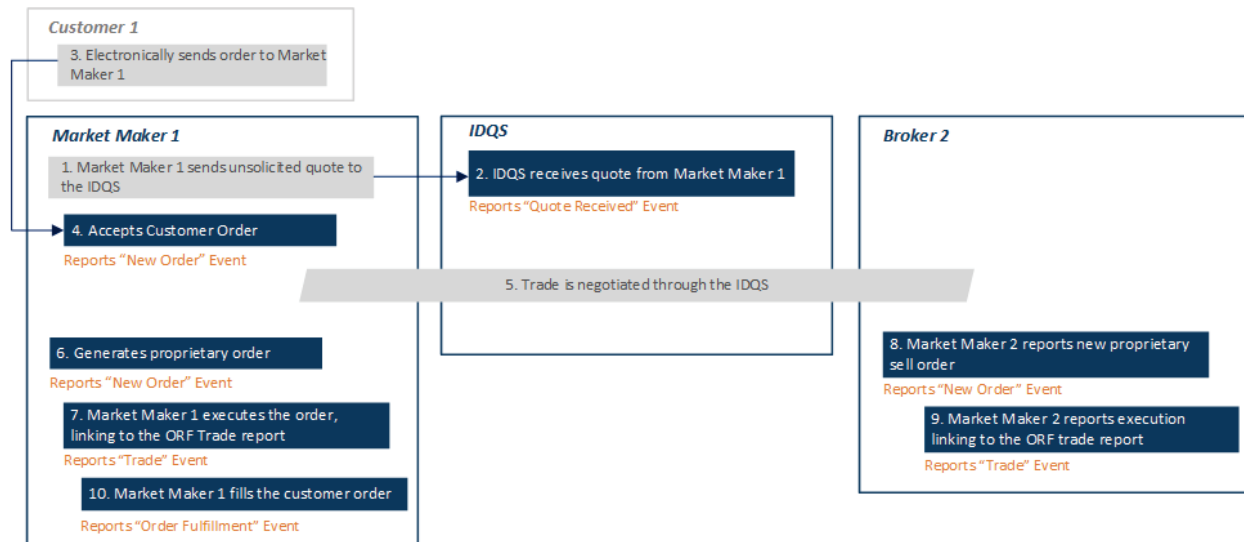 Customer 1
3. Electronically sends order to Market
Maker 1
Market Maker 1
IDQS
Broker 2
1. Market Maker 1 sends unsolicited quote to
the IDQS
2. IDQS receives quote from Market Maker 1
Reports “Quote Received” Event
4. Accepts Customer Order
Reports “New Order” Event
5. Trade is negotiated through the IDQS
6. Generates proprietary order
Reports “New Order” Event
7. Market Maker 1 executes the order,
linking to the ORF Trade report
Reports “Trade” Event
10. Market Maker 1 fills the customer order
Reports “Order Fulfillment” Event
8. Market Maker 2 reports new proprietary
sell order
Reports “New Order” Event
9. Market Maker 2 reports execution
linking to the ORF trade report
Reports “Trade” Event